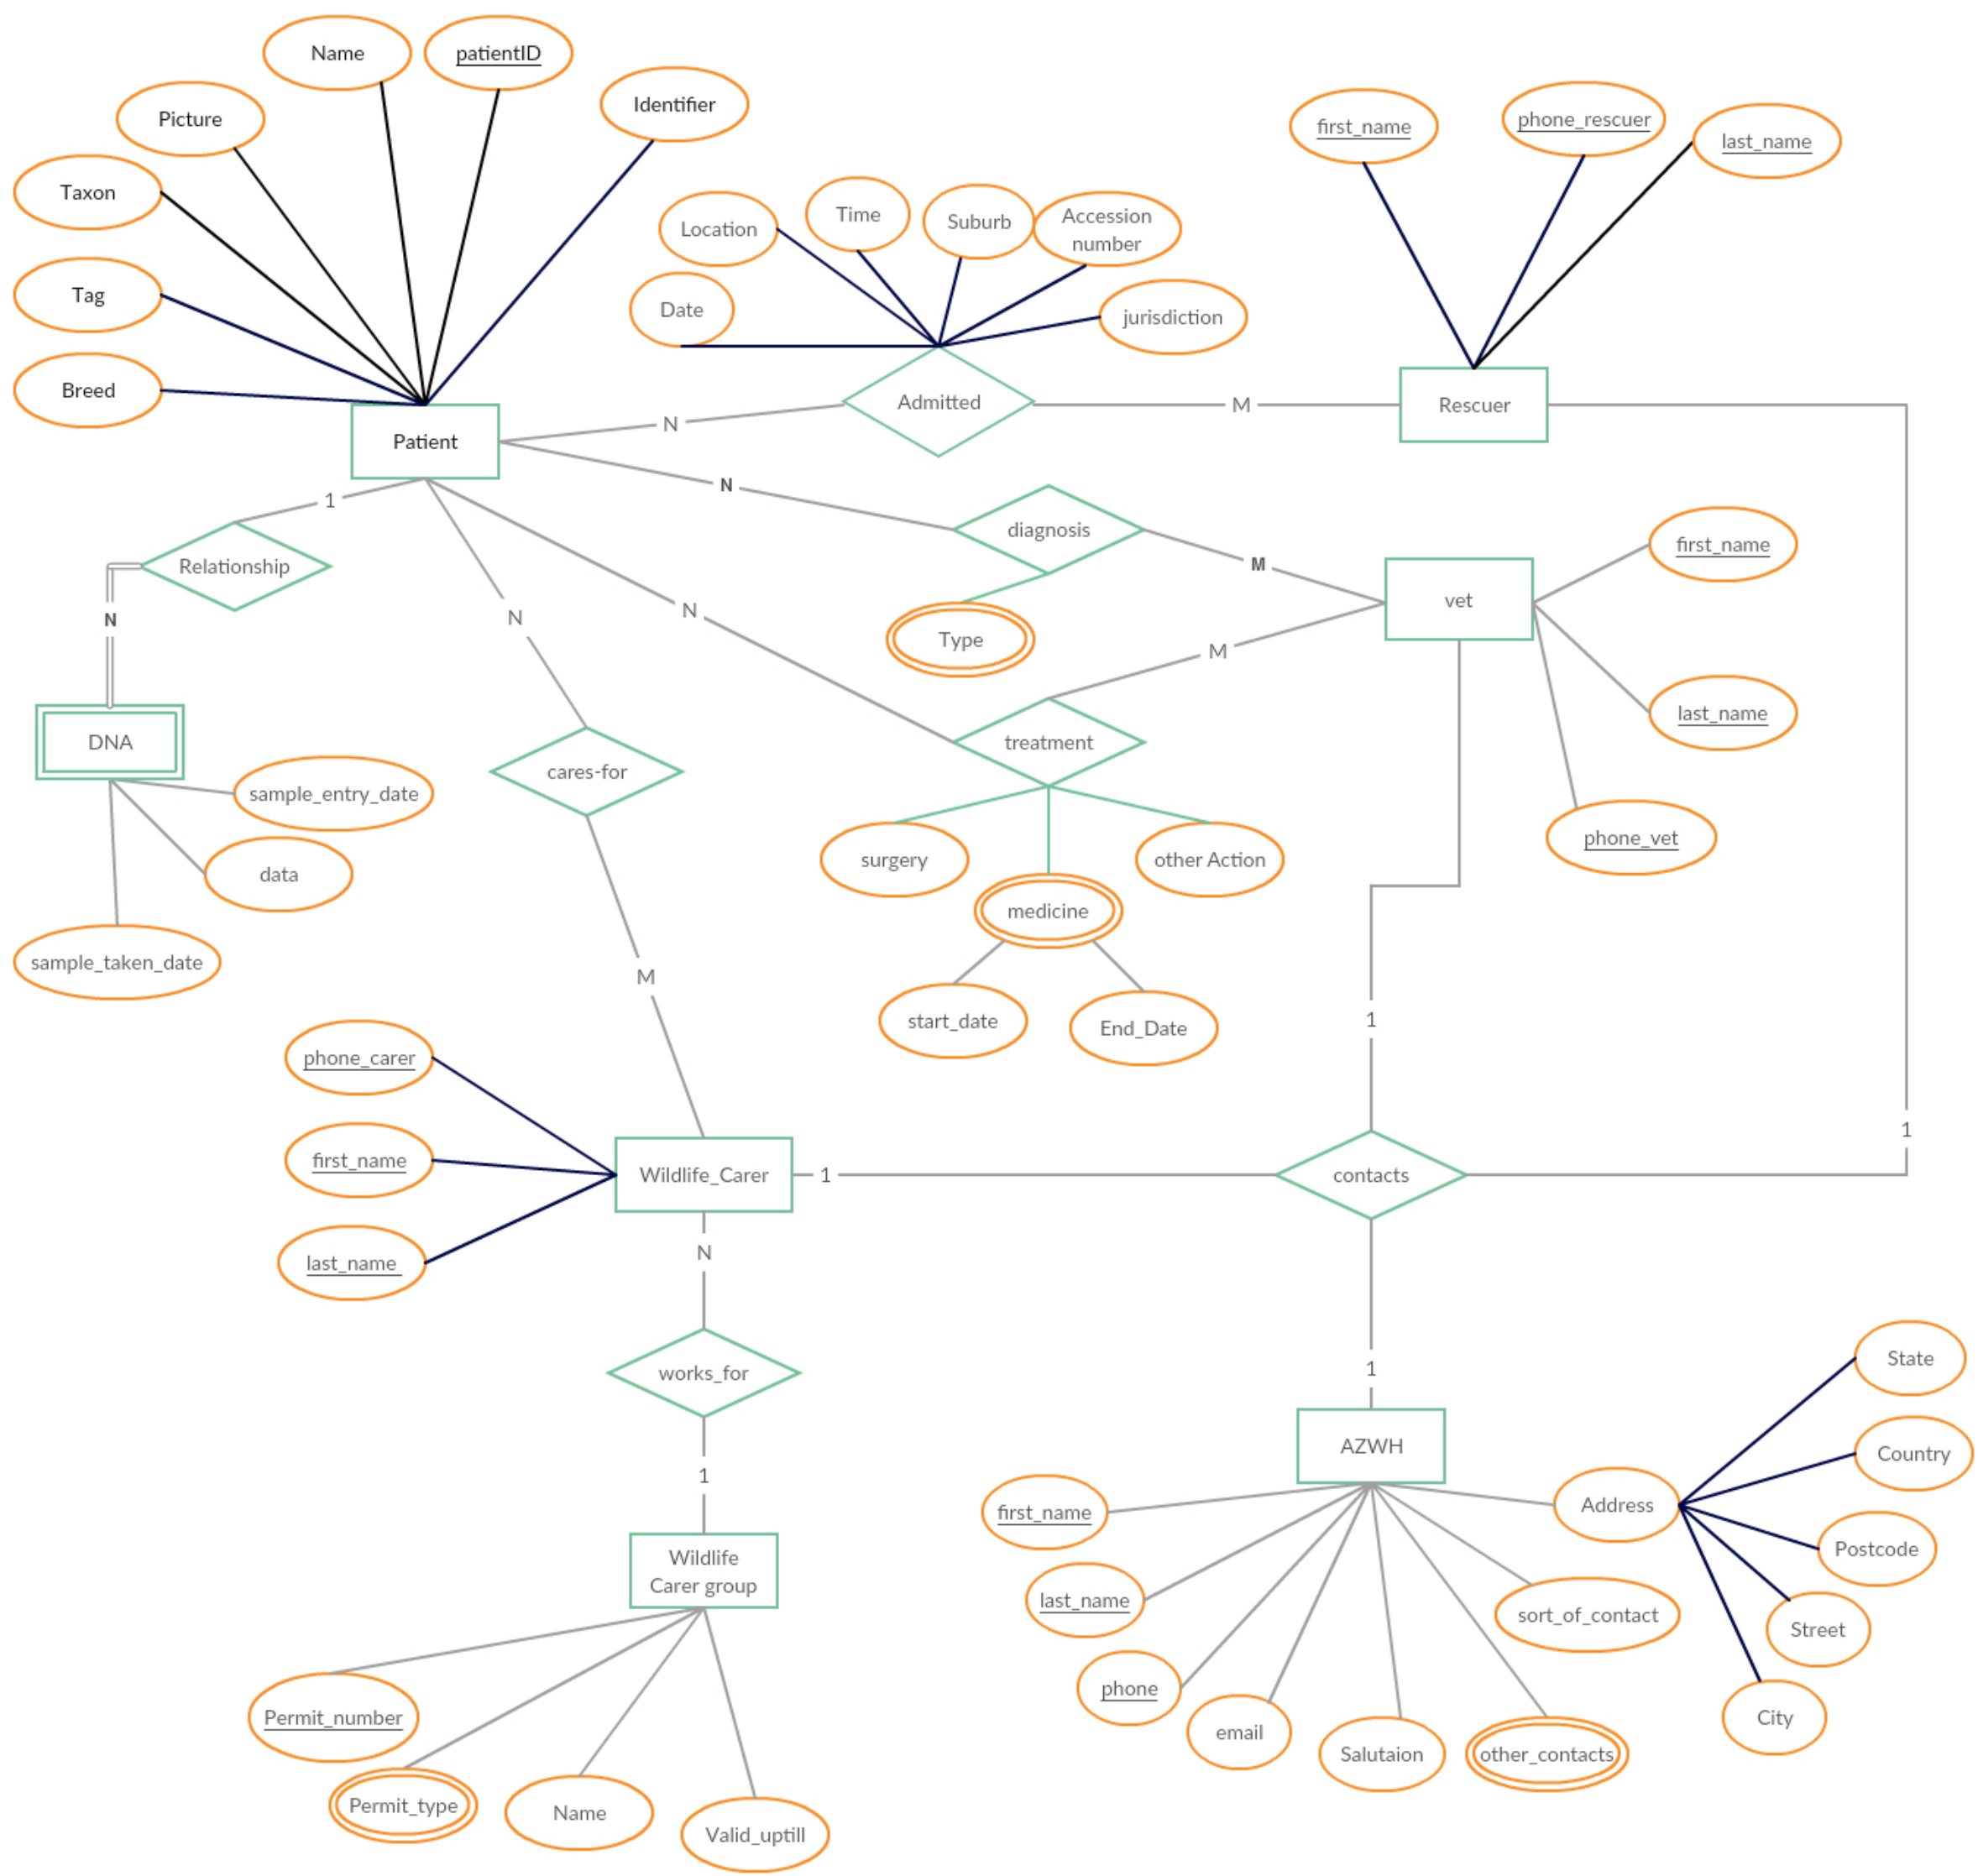 Name
patientID
Identifier
Picture
Taxon
Tag
Breed
first_name
phone_rescuer
last_name
Location
Time
Suburb
Accession
number
Date
jurisdiction
Admitted
M
Rescuer
N
Patient
N
1
Relationship
N
diagnosis
M
first_name
vet
N
N
Type
M
last_name
DNA
treatment
cares-for
sample_entry_date
surgery
other Action
phone_vet
data
medicine
sample_taken_date
M
start_date
End_Date
1
phone_carer
first_name
last_name
Wildlife_Carer
1
contacts
1
N
works_for
1
1
AZWH
State
Country
Postcode
Street
City
Address
first_name
last_name
phone
email
Salutaion
other_contacts
sort_of_contact
Wildlife
Carer group
Permit_number
Permit_type
Name
Valid_uptill